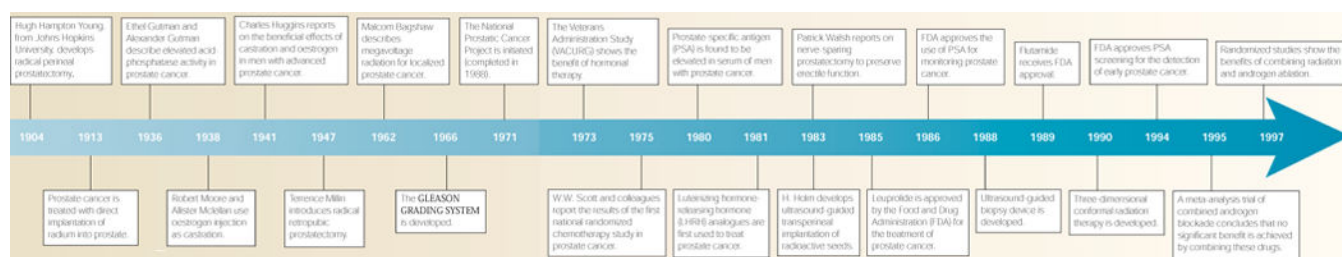 Hugh Hampton Young,
from Johns Hopkins
University, develops
radical perineal
prostatectomy.
Ethel Gutman and
Alexander Gutman
describe elevated acid
phosphatase activity in
prostate cancer.
Charles Huggins reports
on the beneficial effects of
castration and oestrogen
in men with advanced
prostate cancer.
Malcom Bagshaw
describes
megavoltage
radiation for localized
prostate cancer.
The National
Prostatic Cancer
Project is initiated
(completed in
1988).
The Veterans
Administration Study
(VACURG) shows the
benefit of hormonal
therapy.
Prostate-specific antigen
(PSA) is found to be
elevated in serum of men
with prostate cancer.
Patrick Walsh reports on
nerve-sparing
prostatectomy to preserve
erectile function.
FDA approves
the use of PSA for
monitoring prostate
cancer.
Flutamide
receives FDA
approval.
FDA approves PSA
screening for the detection
of early prostate cancer.
Randomized studies show the
benefits of combining radiation
and androgen ablation.
1904 1913 1936 1938 1941 1947 1962 1966 1971 1973 1975 1980 1981 1983 1985 1986 1988 1989 1990 1994 1995 1997
Prostate cancer is
treated with direct
implantation of
radium into prostate.
Robert Moore and
Allister Mclellan use
oestrogen injection
as castration.
Terrence Millin
introduces radical
retropubic
prostatectomy.
The GLEASON
GRADING SYSTEM
is developed.
W.W. Scott and colleagues
report the results of the first
national randomized
chemotherapy study in
prostate cancer.
Luteinizing hormone-
releasing hormone
(LHRH) analogues are
first used to treat
prostate cancer.
H. Holm develops
ultrasound-guided
transperineal
implantation of
radioactive seeds.
Leuprolide is approved
by the Food and Drug
Administration (FDA) for
the treatment of
prostate cancer.
Ultrasound-guided
biopsy device is
developed.
Three-dimensional
conformal radiation
therapy is developed.
A meta-analysis trial of
combined androgen
blockade concludes that no
significant benefit is achieved
by combining these drugs.